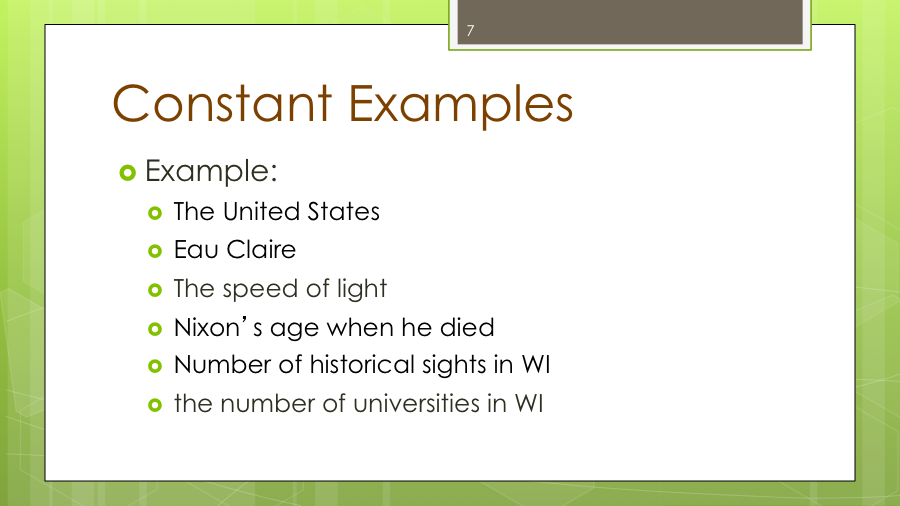 7
Constant Examples
Example:
The United States
Eau Claire
The speed of light
Nixon’s age when he died
Number of historical sights in WI
the number of universities in WI